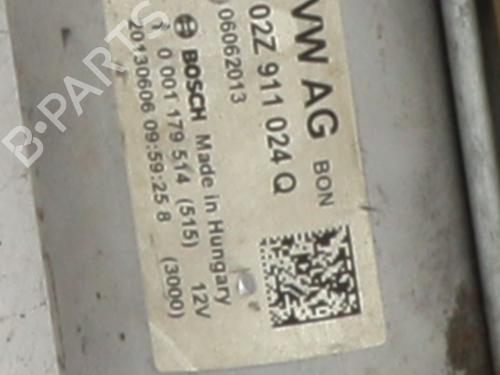 VW AG BON
02Z 911 024 Q
06062013
BOSCH Made in Hungary
0 001 179 514 (515) 12V
20130606 09:59:25 8 (3000)
B-PARTS